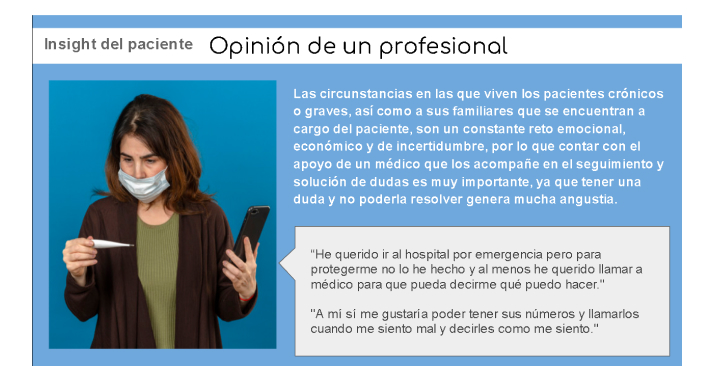 Insight del paciente Opinión de un profesional
Las circunstancias en las que viven los pacientes crónicos
o graves, así como a sus familiares que se encuentran a
cargo del paciente, son un constante reto emocional,
económico y de incertidumbre, por lo que contar con el
apoyo de un médico que los acompañe en el seguimiento y
solución de dudas es muy importante, ya que tener una
duda y no poderla resolver genera mucha angustia.
"He querido ir al hospital por emergencia pero para
protegerme no lo he hecho y al menos he querido llamar a
médico para que pueda decirme qué puedo hacer."
"A mi sí me gustaría poder tener sus números y llamarlos
cuando me siento mal y decirles como me siento."